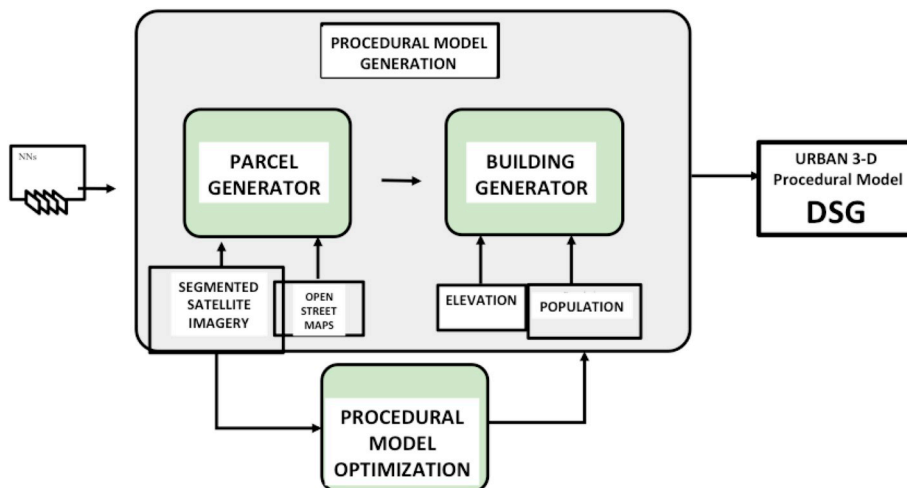 PROCEDURAL MODEL
GENERATION
NNs
PARCEL
GENERATOR
BUILDING
GENERATOR
URBAN 3-D
Procedural Model
DSG
SEGMENTED
SATELLITE
IMAGERY
OPEN
STREET
MAPS
ELEVATION
POPULATION
PROCEDURAL
MODEL
OPTIMIZATION